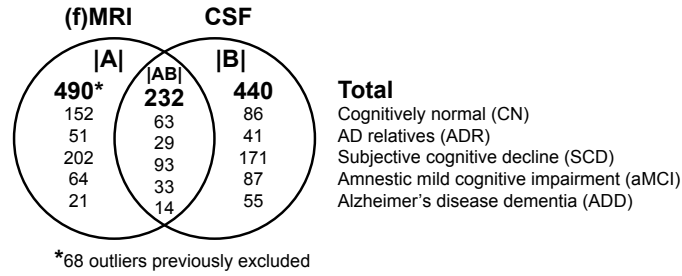 (f)MRI CSF
|A| |AB| |B|
490* 232 440 Total
152 63 86 Cognitively normal (CN)
51 29 41 AD relatives (ADR)
202 93 171 Subjective cognitive decline (SCD)
64 33 87 Amnestic mild cognitive impairment (aMCI)
21 14 55 Alzheimer's disease dementia (ADD)
*68 outliers previously excluded